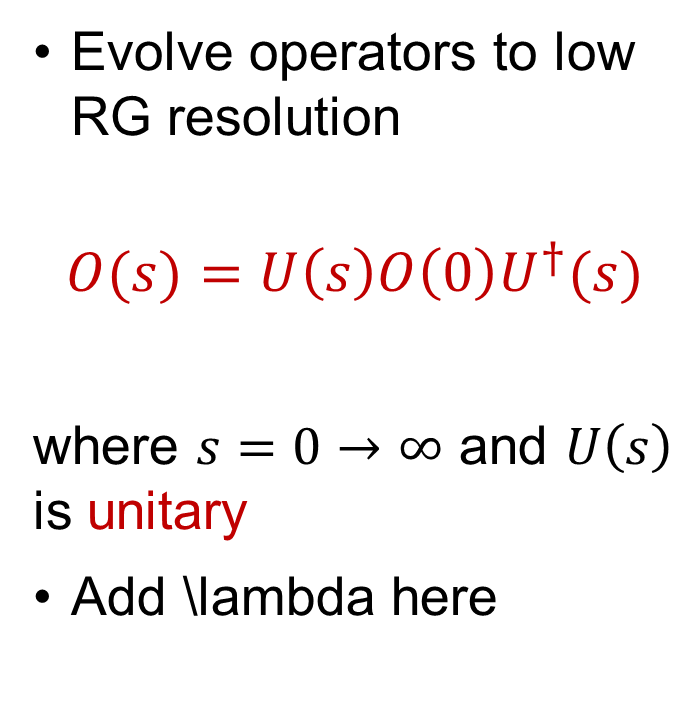 • Evolve operators to low
RG resolution
O(s) = U(s)O(0)U†(s)
where s = 0 → ∞ and U(s)
is unitary
• Add \lambda here